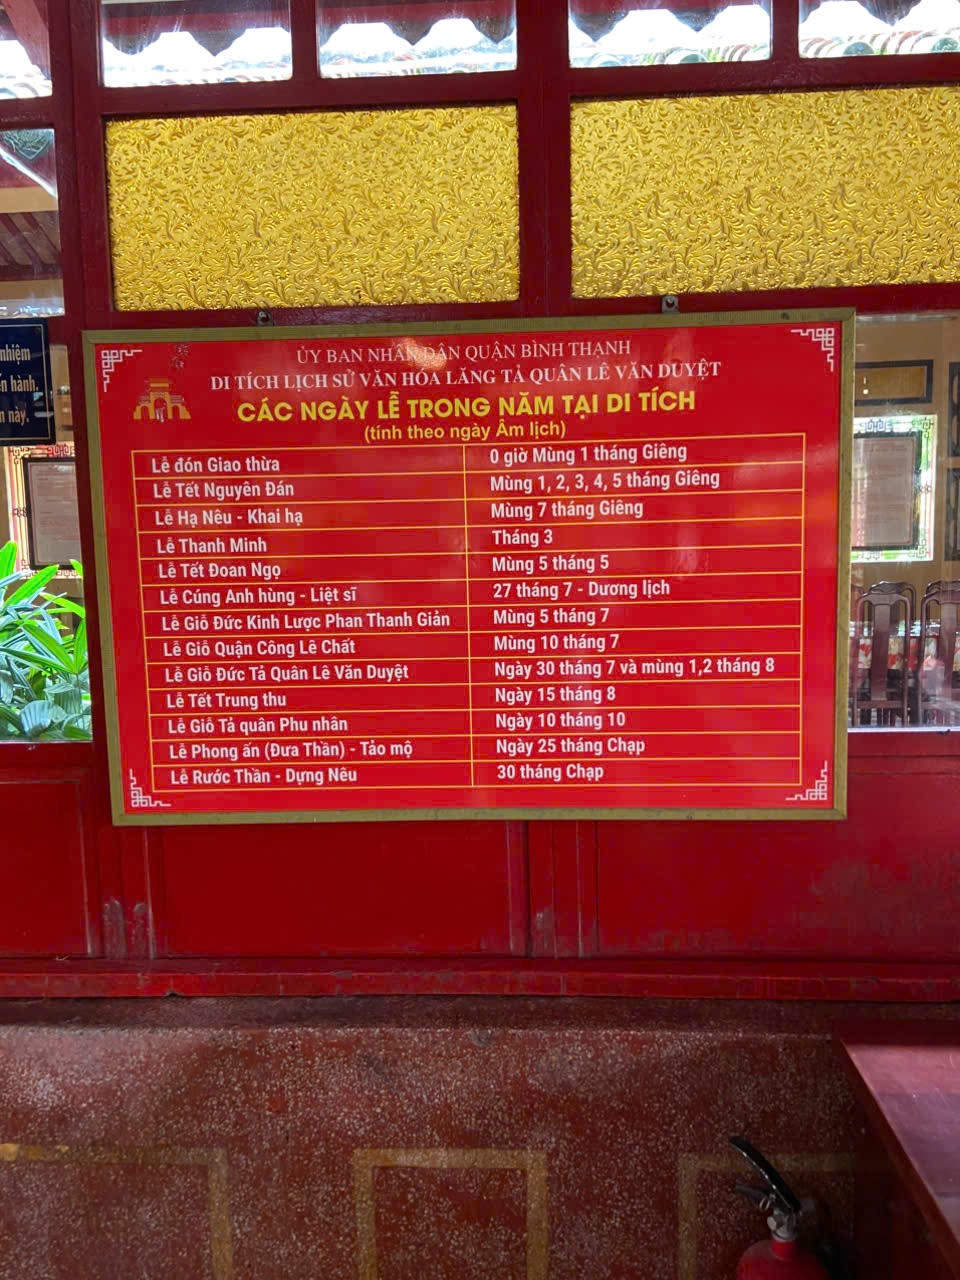 nhiệm
ến hành.
n này.
ỦY BAN NHÂN DÂN QUẬN BÌNH THẠNH
DI TÍCH LỊCH SỬ VĂN HÓA LĂNG TẢ QUÂN LÊ VĂN DUYỆT
CÁC NGÀY LỄ TRONG NĂM TẠI DI TÍCH
(tính theo ngày Âm lịch)
Lễ đón Giao thừa 0 giờ Mùng 1 tháng Giêng
Lễ Tết Nguyên Đán Mùng 1, 2, 3, 4, 5 tháng Giêng
Lễ Hạ Nêu - Khai hạ Mùng 7 tháng Giêng
Lễ Thanh Minh Tháng 3
Lễ Tết Đoan Ngọ Mùng 5 tháng 5
Lễ Cúng Anh hùng - Liệt sĩ 27 tháng 7 - Dương lịch
Lễ Giỗ Đức Kinh Lược Phan Thanh Giản Mùng 5 tháng 7
Lễ Giỗ Quận Công Lê Chất Mùng 10 tháng 7
Lễ Giỗ Đức Tả Quân Lê Văn Duyệt Ngày 30 tháng 7 và mùng 1,2 tháng 8
Lễ Tết Trung thu Ngày 15 tháng 8
Lễ Giỗ Tả quân Phu nhân Ngày 10 tháng 10
Lễ Phong ấn (Đưa Thần) - Tảo mộ Ngày 25 tháng Chạp
Lễ Rước Thần - Dựng Nêu 30 tháng Chạp